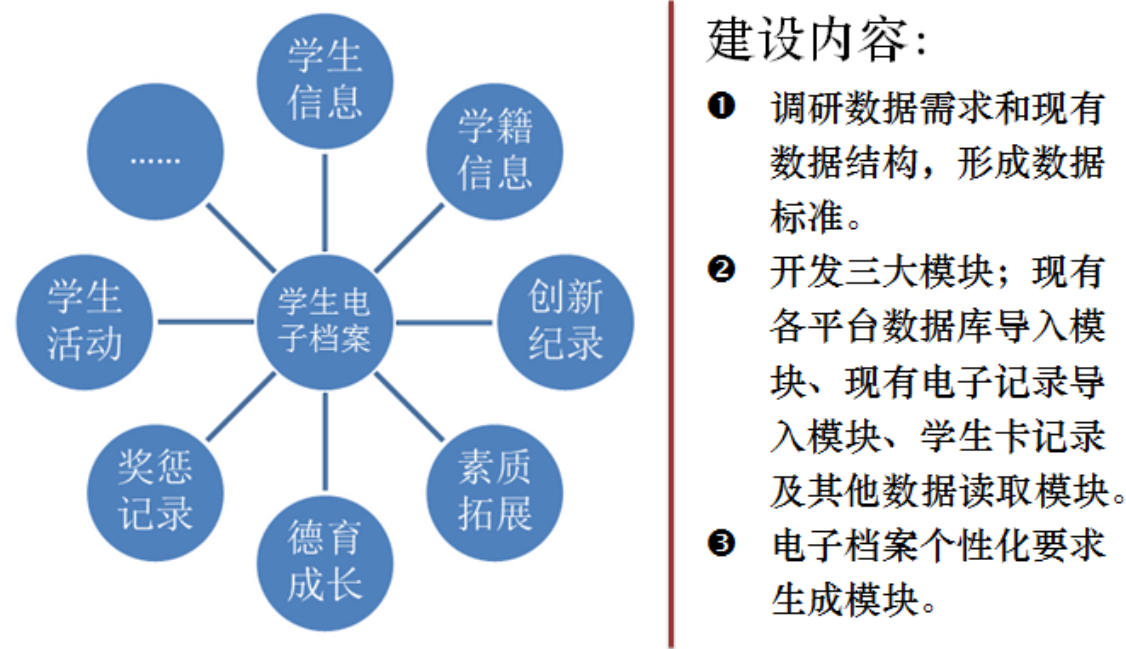 学生
信息
学籍
信息
创新
纪录
素质
拓展
德育
成长
奖惩
记录
学生
活动
......
学生电
子档案
建设内容:
❶ 调研数据需求和现有
数据结构，形成数据
标准。
❷ 开发三大模块；现有
各平台数据库导入模
块、现有电子记录导
入模块、学生卡记录
及其他数据读取模块。
❸ 电子档案个性化要求
生成模块。